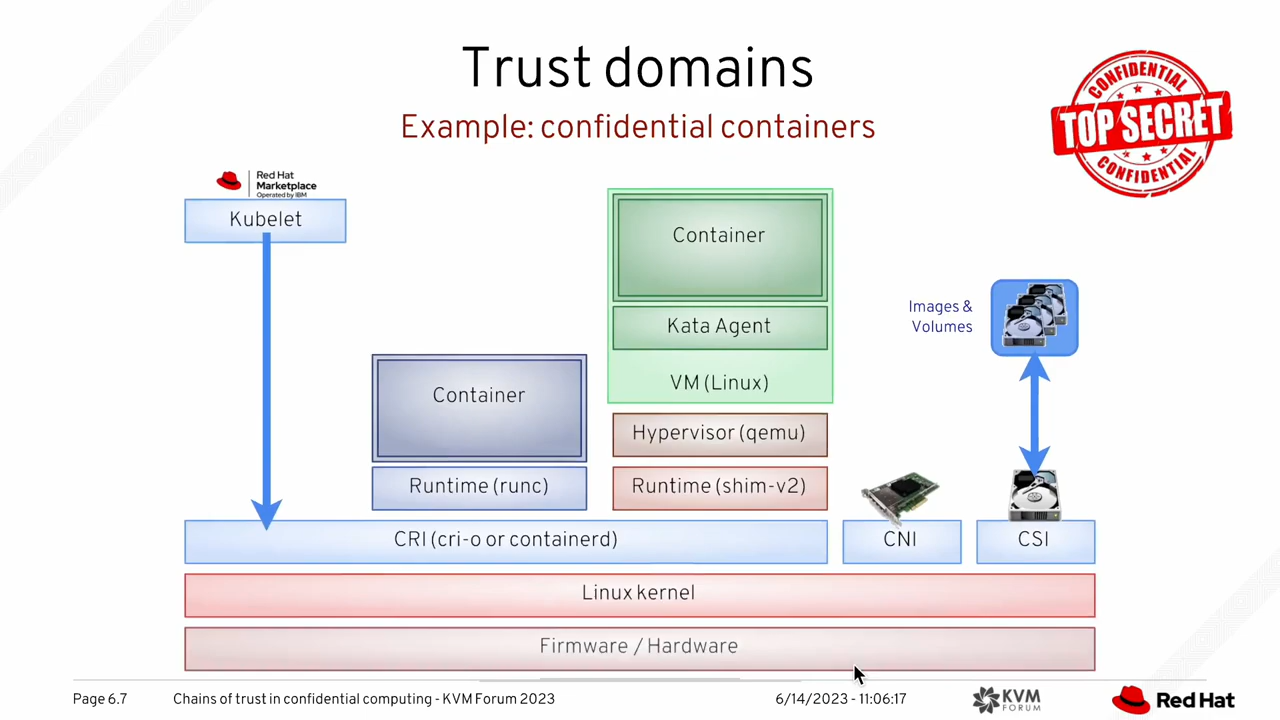 Trust domains
Example: confidential containers
CONFIDENTIAL
TOP SECRET
CONFIDENTIAL
Red Hat
Marketplace
Operated by IBM
Kubelet
Container
Kata Agent
VM (Linux)
Images &
Volumes
Container
Hypervisor (qemu)
Runtime (runc)
Runtime (shim-v2)
CRI (cri-o or containerd)
CNI
CSI
Linux kernel
Firmware / Hardware
Page 6.7
Chains of trust in confidential computing - KVM Forum 2023
6/14/2023 - 11:06:17
KVM
FORUM
Red Hat